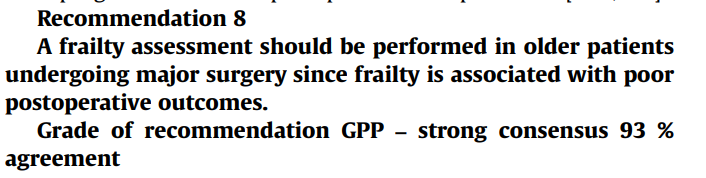 Recommendation 8
A frailty assessment should be performed in older patients
undergoing major surgery since frailty is associated with poor
postoperative outcomes.
Grade of recommendation GPP – strong consensus 93 %
agreement